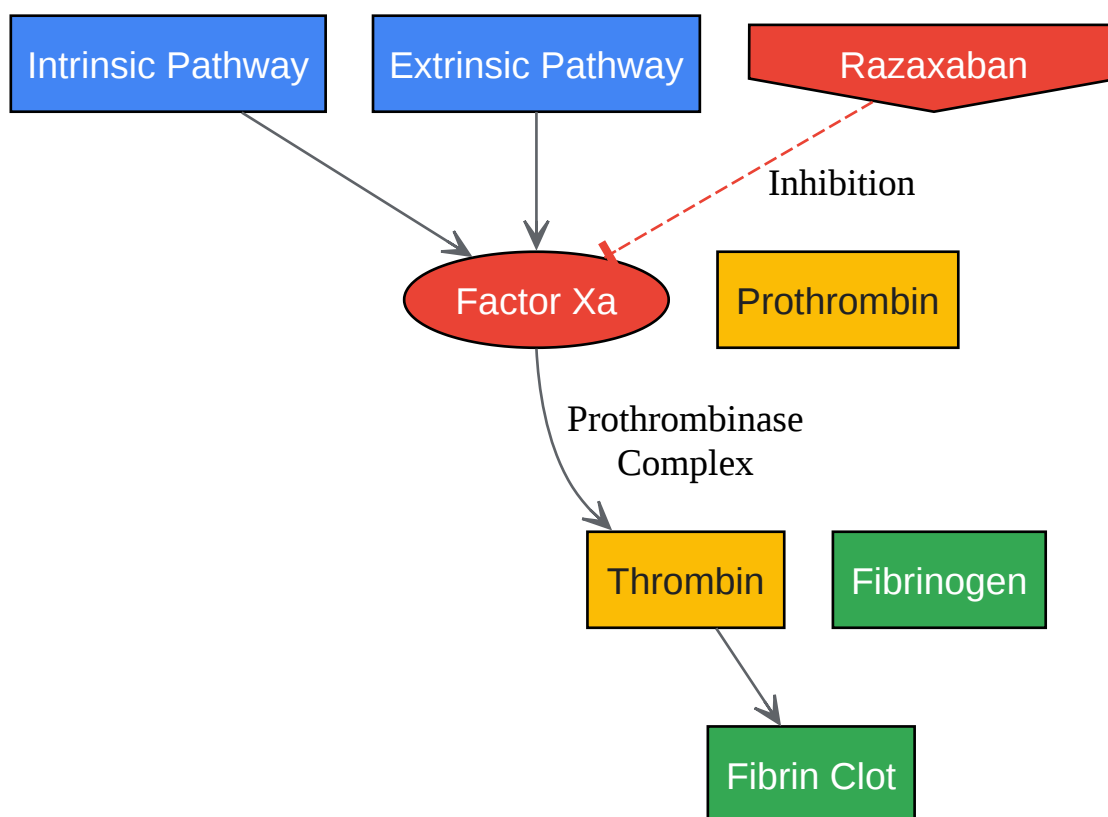 Intrinsic Pathway
Extrinsic Pathway
Razaxaban
Inhibition
Factor Xa
Prothrombin
Prothrombinase
Complex
Thrombin
Fibrinogen
Fibrin Clot